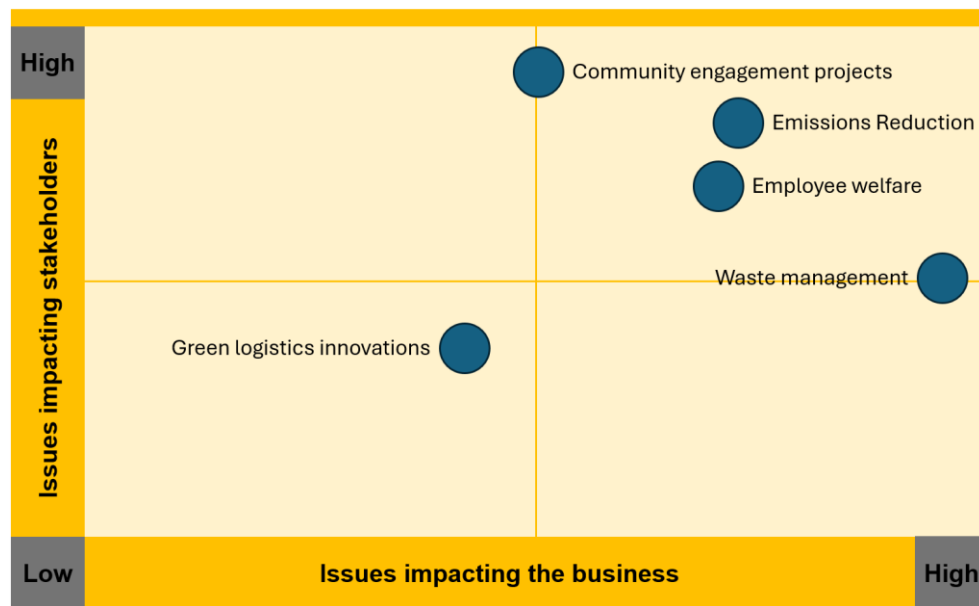 High
Community engagement projects
Emissions Reduction
Employee welfare
Waste management
Green logistics innovations
Issues impacting stakeholders
Low
Issues impacting the business
High